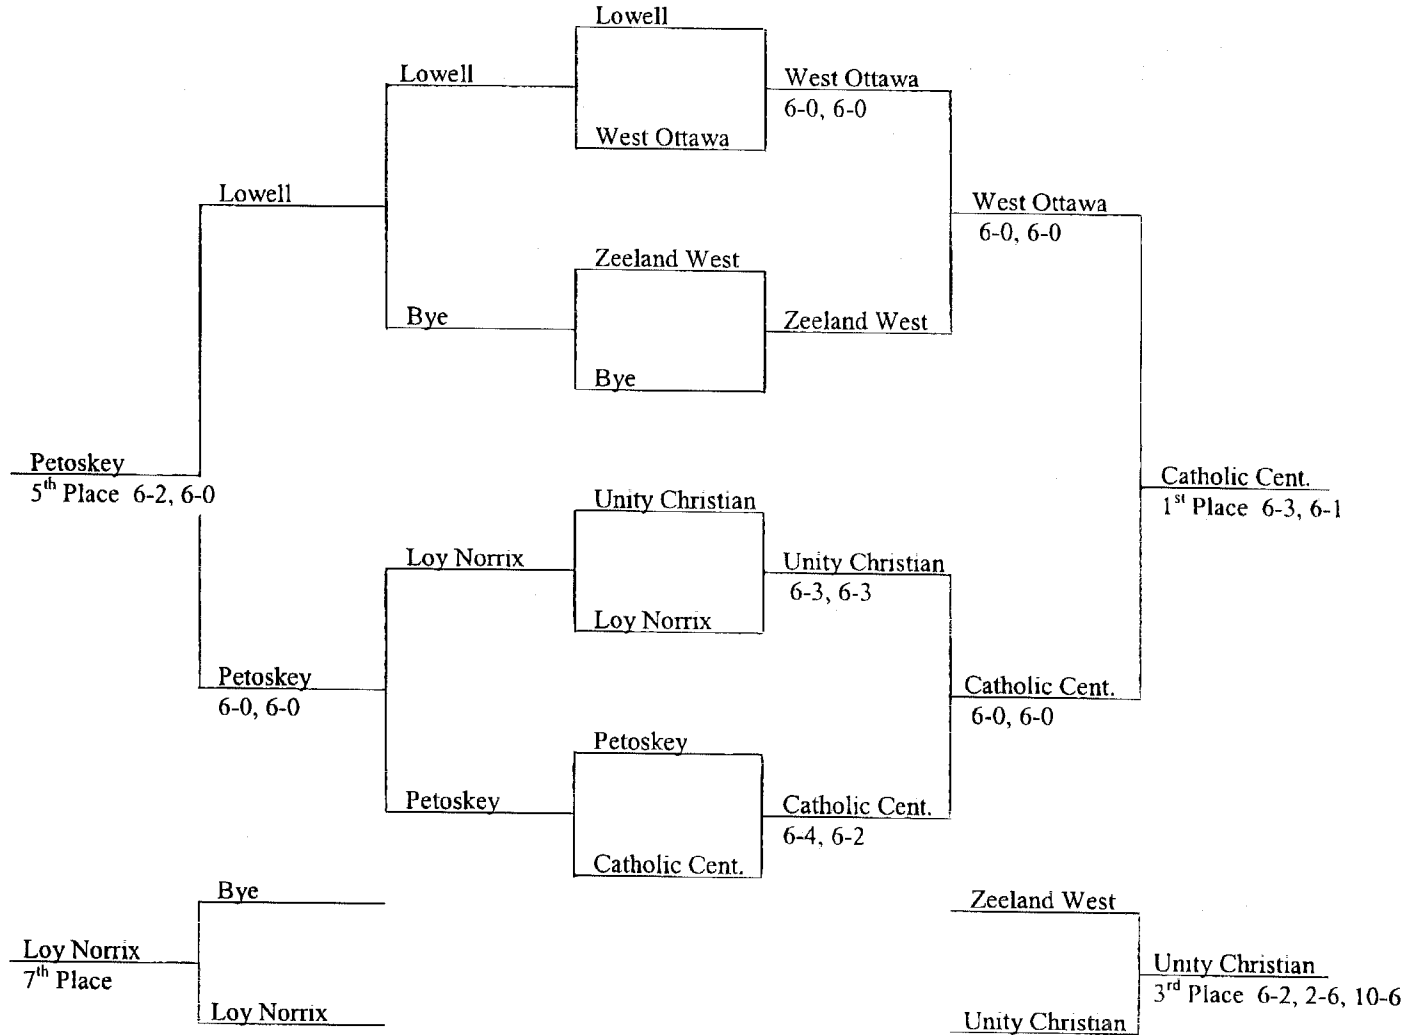 Lowell
Lowell
West Ottawa
6-0, 6-0
West Ottawa
Lowell
West Ottawa
6-0, 6-0
Zeeland West
Bye
Zeeland West
Bye
Petoskey
5th Place 6-2, 6-0
Catholic Cent.
1st Place 6-3, 6-1
Unity Christian
Loy Norrix
Unity Christian
6-3, 6-3
Loy Norrix
Petoskey
6-0, 6-0
Catholic Cent.
6-0, 6-0
Petoskey
Petoskey
Catholic Cent.
6-4, 6-2
Catholic Cent.
Bye
Zeeland West
Loy Norrix
7th Place
Unity Christian
3rd Place 6-2, 2-6, 10-6
Loy Norrix
Unity Christian